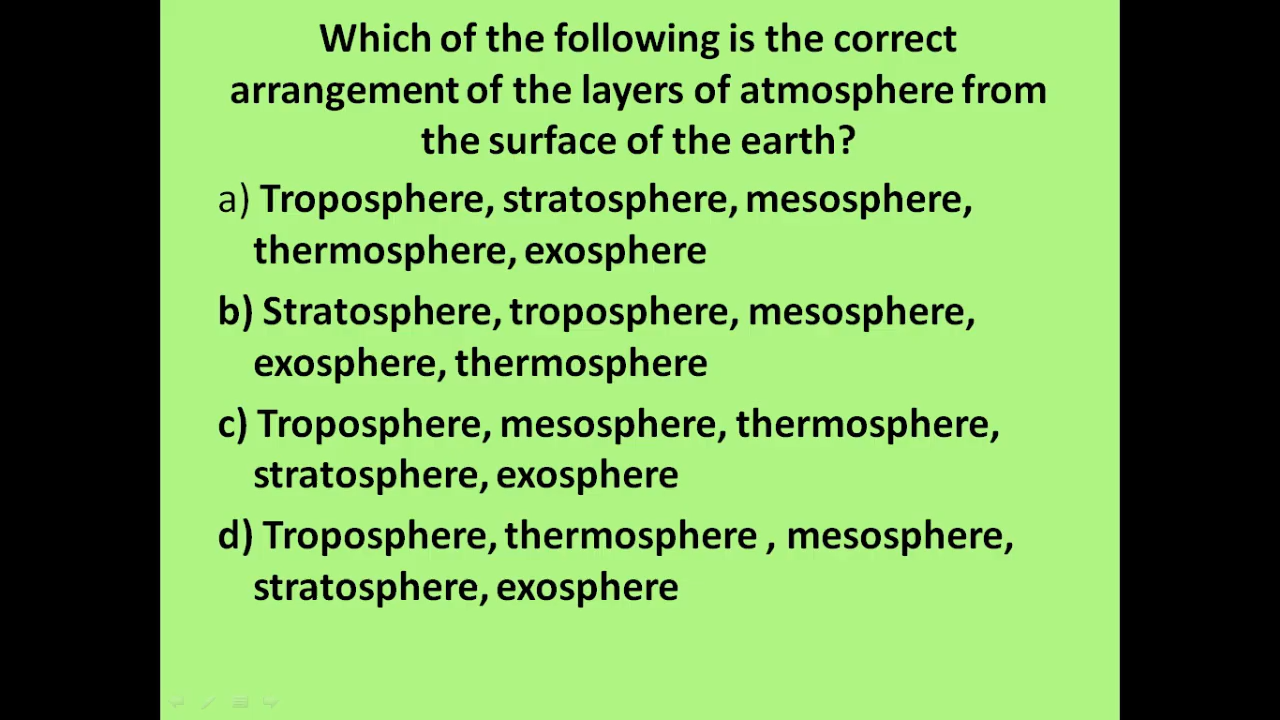 Which of the following is the correct
arrangement of the layers of atmosphere from
the surface of the earth?
a) Troposphere, stratosphere, mesosphere,
thermosphere, exosphere
b) Stratosphere, troposphere, mesosphere,
exosphere, thermosphere
c) Troposphere, mesosphere, thermosphere,
stratosphere, exosphere
d) Troposphere, thermosphere , mesosphere,
stratosphere, exosphere